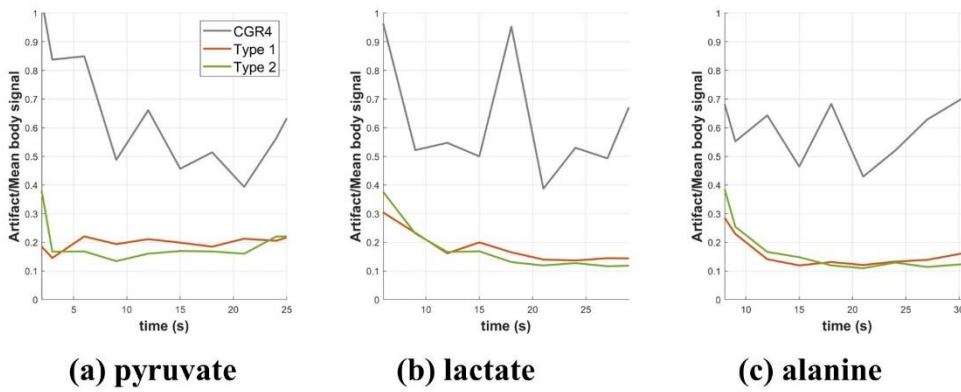 Artifact/Mean body signal
1
0.9
0.8
0.7
0.6
0.5
0.4
0.3
0.2
0.1
0
5 10 15 20 25
time (s)
CGR4
Type 1
Type 2
(a) pyruvate
Artifact/Mean body signal
1
0.9
0.8
0.7
0.6
0.5
0.4
0.3
0.2
0.1
0
10 15 20 25
time (s)
(b) lactate
Artifact/Mean body signal
1
0.9
0.8
0.7
0.6
0.5
0.4
0.3
0.2
0.1
0
10 15 20 25 30
time (s)
(c) alanine